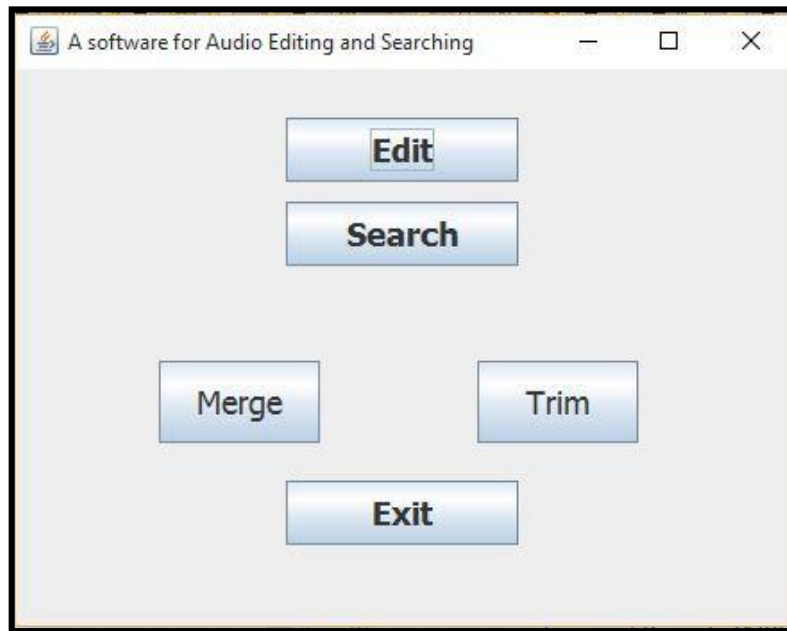 A software for Audio Editing and Searching
Edit
Search
Merge Trim
Exit